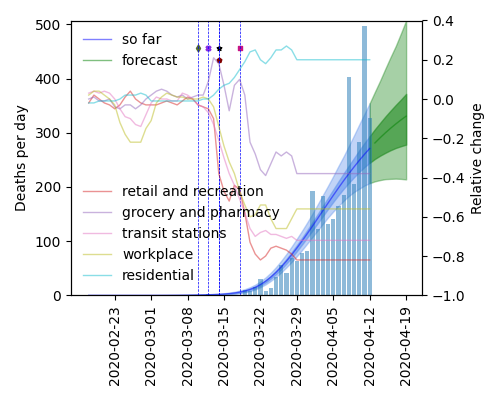 500
400
300
200
100
0
Deaths per day
so far
forecast
retail and recreation
grocery and pharmacy
transit stations
workplace
residential
0.4
0.2
0.0
−0.2
−0.4
−0.6
−0.8
−1.0
Relative change
2020-02-23
2020-03-01
2020-03-08
2020-03-15
2020-03-22
2020-03-29
2020-04-05
2020-04-12
2020-04-19